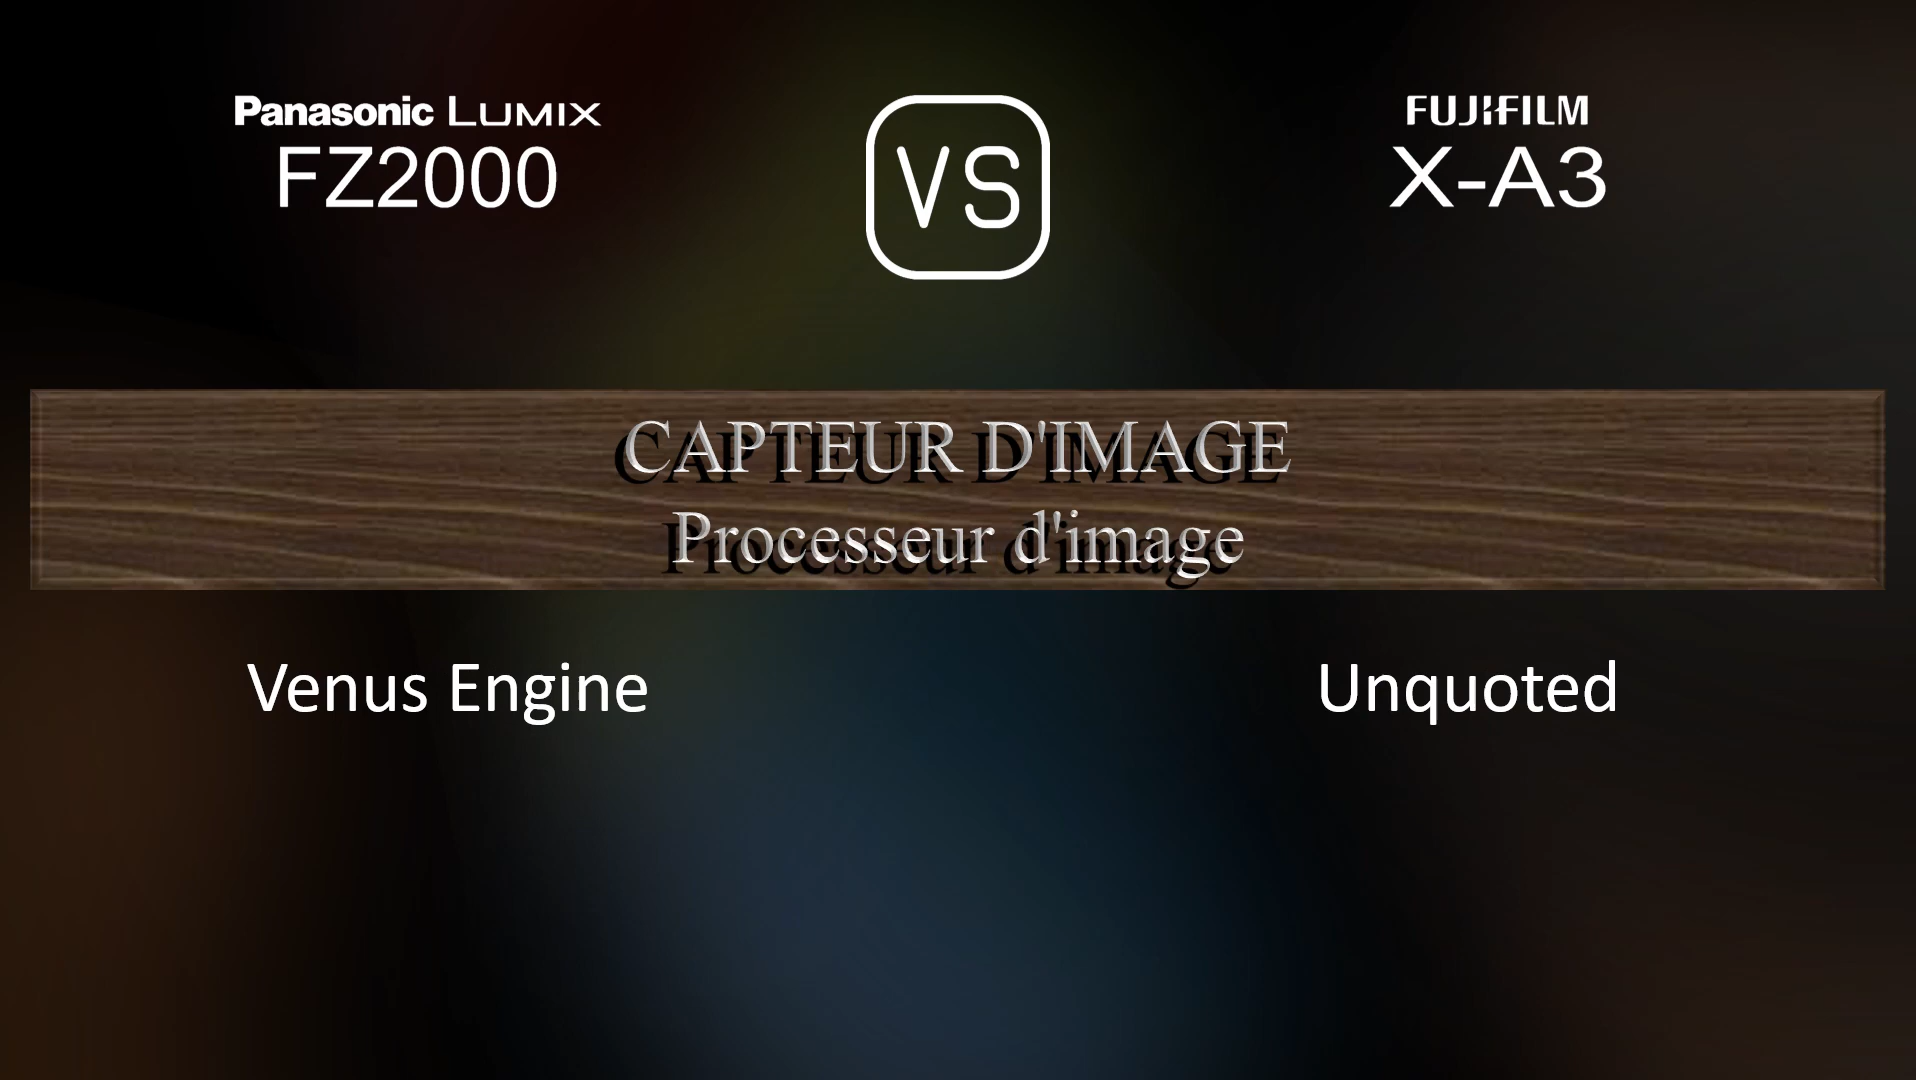 Panasonic LUMIX
FZ2000
VS
FUJIFILM
X-A3
CAPTEUR D'IMAGE
Processeur d'image
Venus Engine
Unquoted